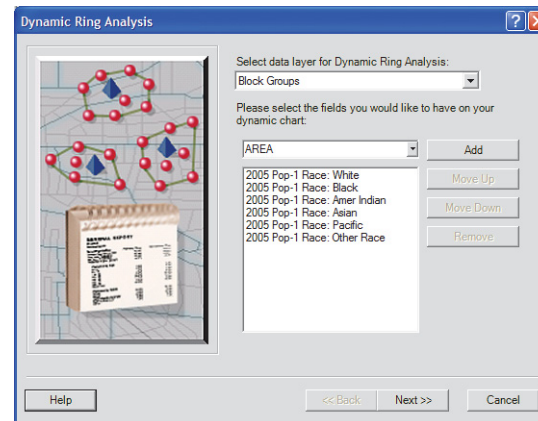 Dynamic Ring Analysis
Select data layer for Dynamic Ring Analysis:
Block Groups
Please select the fields you would like to have on your
dynamic chart:
AREA
Add
2005 Pop-1 Race: White
2005 Pop-1 Race: Black
2005 Pop-1 Race: Amer Indian
2005 Pop-1 Race: Asian
2005 Pop-1 Race: Pacific
2005 Pop-1 Race: Other Race
Move Up
Move Down
Remove
Help
<< Back
Next >>
Cancel